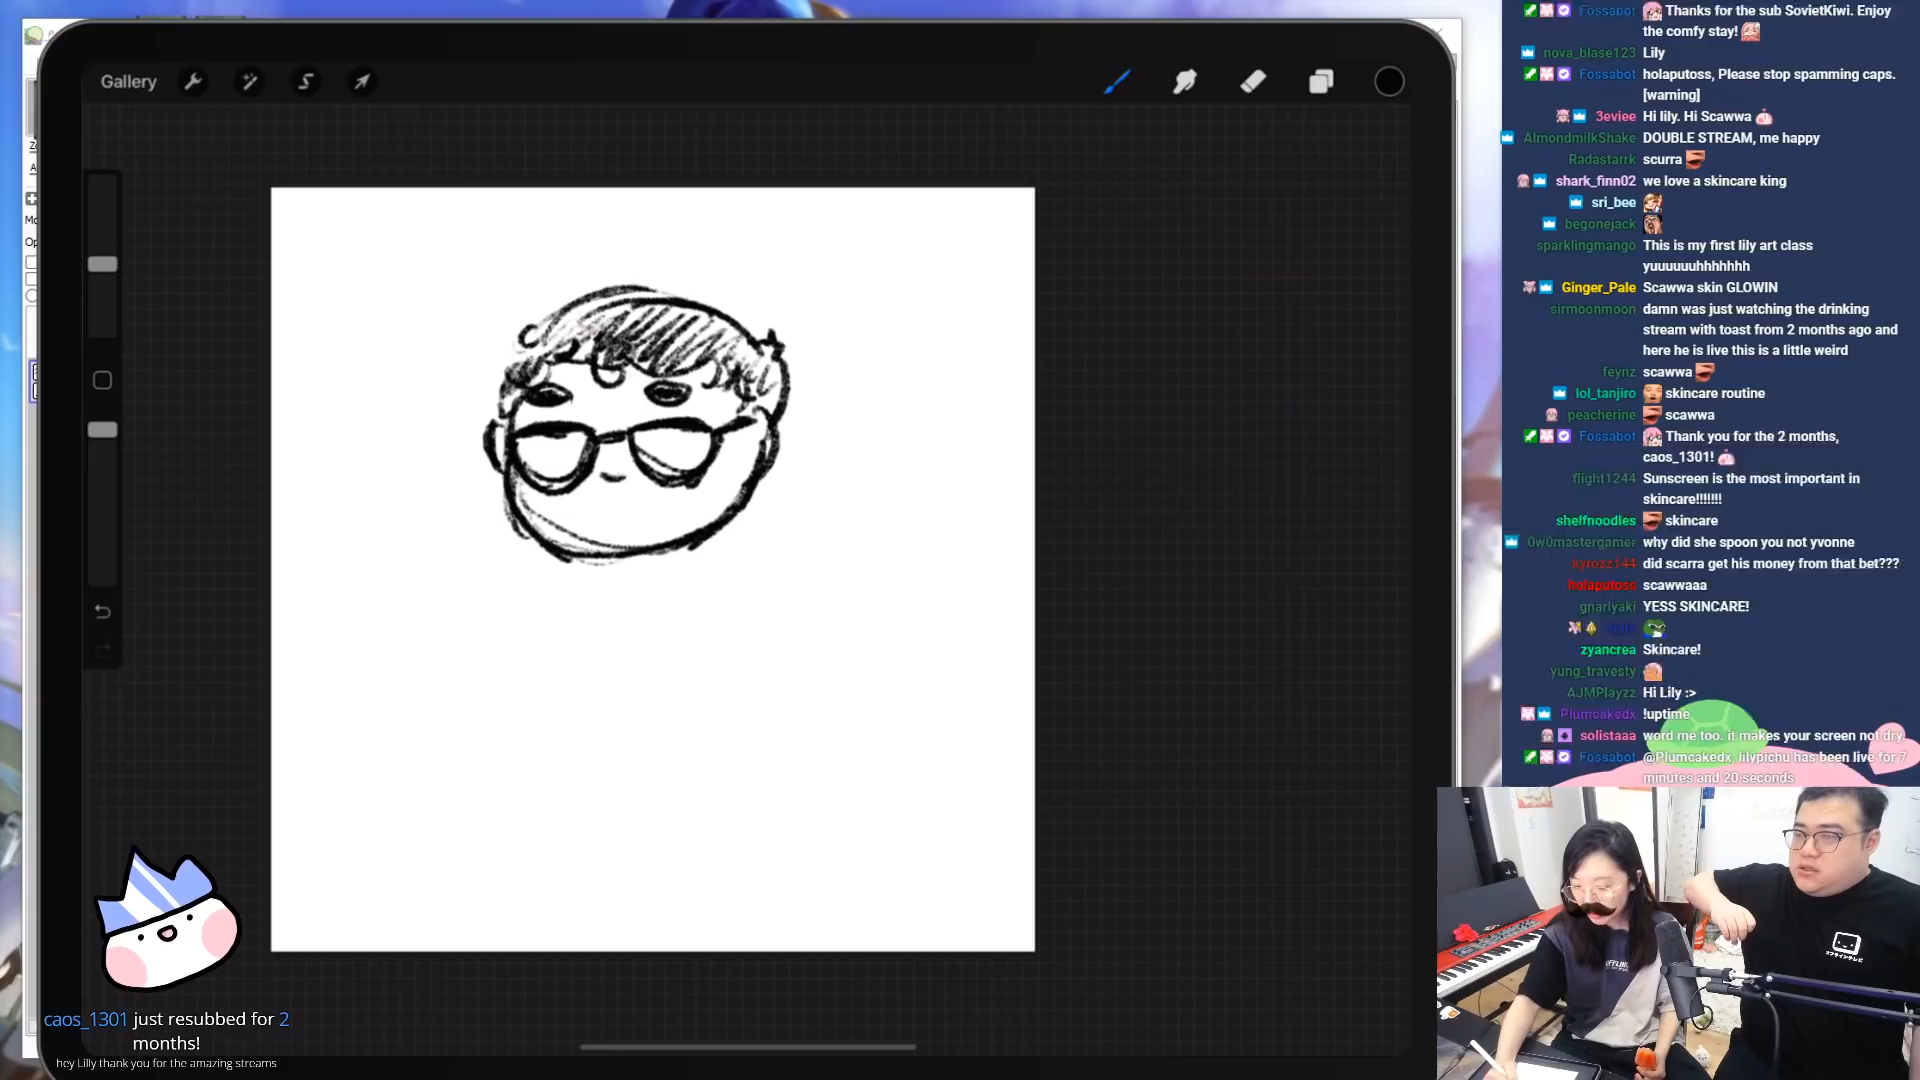 Gallery
Fossabot Thanks for the sub SovietKiwi. Enjoy
the comfy stay!
nova_blase123 Lily
Fossabot holaputoss, Please stop spamming caps.
[warning]
3eviee Hi lily. Hi Scawwa
AlmondmilkShake DOUBLE STREAM, me happy
Radastarrk scurra
shark_finn02 we love a skincare king
sri_bee
begonejack
sparklingmango This is my first lily art class
yuuuuuuhhhhhhh
Ginger_Pale Scawwa skin GLOWIN
sirmoonmoon damn was just watching the drinking
stream with toast from 2 months ago and
here he is live this is a little weird
feynz scawwa
lol_tanjiro skincare routine
peacherine scawwa
Fossabot Thank you for the 2 months,
caos_1301!
flight1244 Sunscreen is the most important in
skincare!!!!!!!
shelfnoodles skincare
0w0mastergamer why did she spoon you not yvonne
xyrozz144 did scarra get his money from that bet???
holaputoss scawwaaa
gnarlyaki YESS SKINCARE!
zyancrea Skincare!
yung_travesty
AJMPlayzz Hi Lily :>
Plumcakedx !uptime
solistaaa word me too. it makes your screen not dry
Fossabot @Plumcakedx, lilypichu has been live for 7
minutes and 20 seconds
caos_1301 just resubbed for 2
months!
hey Lilly thank you for the amazing streams